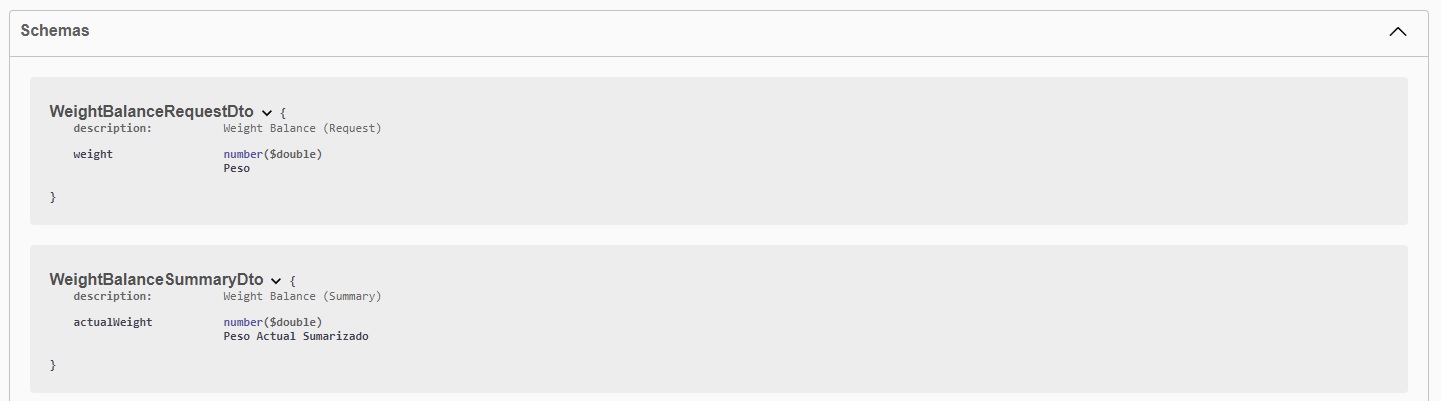 Schemas
WeightBalanceRequestDto {
description: Weight Balance (Request)
weight number($double)
Peso
}
WeightBalanceSummaryDto {
description: Weight Balance (Summary)
actualWeight number($double)
Peso Actual Sumarizado
}